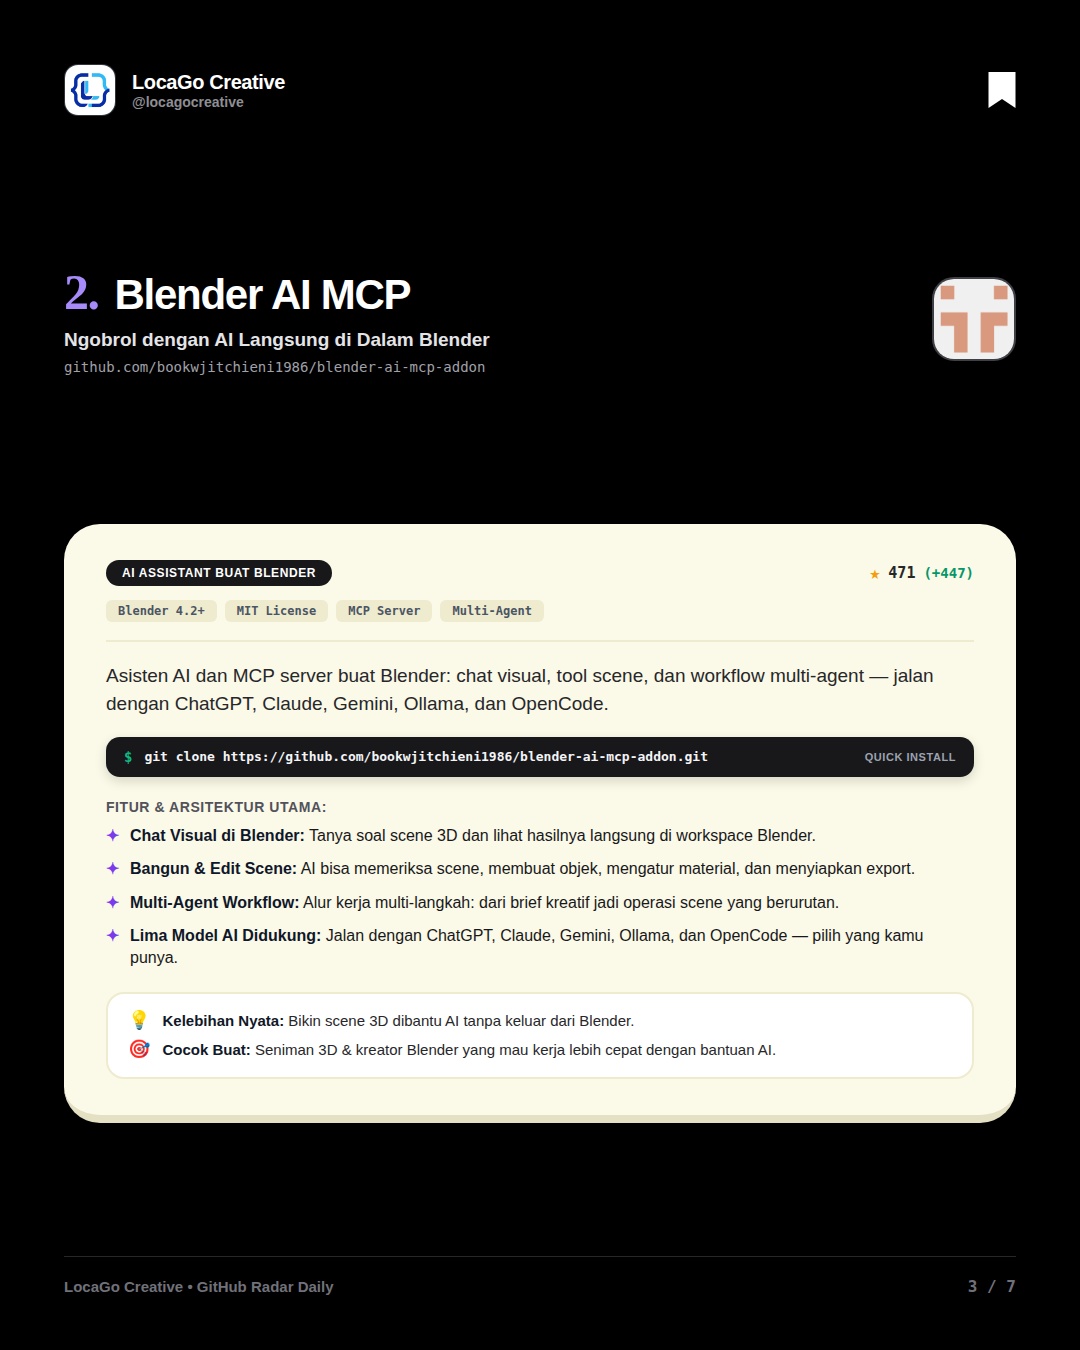 LocaGo Creative
@locagocreative
2. Blender AI MCP
Ngobrol dengan AI Langsung di Dalam Blender
github.com/bookwjitchieni1986/blender-ai-mcp-addon
AI ASSISTANT BUAT BLENDER
★ 471 (+447)
Blender 4.2+ MIT License MCP Server Multi-Agent
Asisten AI dan MCP server buat Blender: chat visual, tool scene, dan workflow multi-agent — jalan
dengan ChatGPT, Claude, Gemini, Ollama, dan OpenCode.
$ git clone https://github.com/bookwjitchieni1986/blender-ai-mcp-addon.git QUICK INSTALL
FITUR & ARSITEKTUR UTAMA:
✦ Chat Visual di Blender: Tanya soal scene 3D dan lihat hasilnya langsung di workspace Blender.
✦ Bangun & Edit Scene: AI bisa memeriksa scene, membuat objek, mengatur material, dan menyiapkan export.
✦ Multi-Agent Workflow: Alur kerja multi-langkah: dari brief kreatif jadi operasi scene yang berurutan.
✦ Lima Model AI Didukung: Jalan dengan ChatGPT, Claude, Gemini, Ollama, dan OpenCode — pilih yang kamu
punya.
💡 Kelebihan Nyata: Bikin scene 3D dibantu AI tanpa keluar dari Blender.
🎯 Cocok Buat: Seniman 3D & kreator Blender yang mau kerja lebih cepat dengan bantuan AI.
LocaGo Creative • GitHub Radar Daily
3 / 7